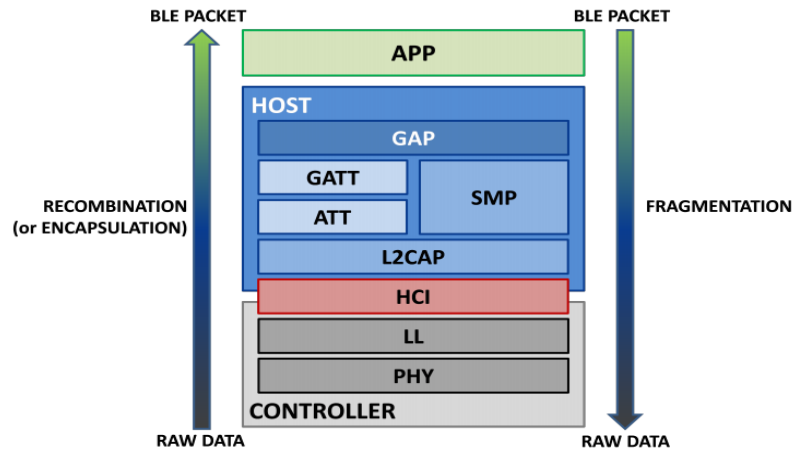 BLE PACKET
BLE PACKET
APP
HOST
GAP
GATT
SMP
ATT
RECOMBINATION
(or ENCAPSULATION)
FRAGMENTATION
L2CAP
HCI
LL
PHY
CONTROLLER
RAW DATA
RAW DATA